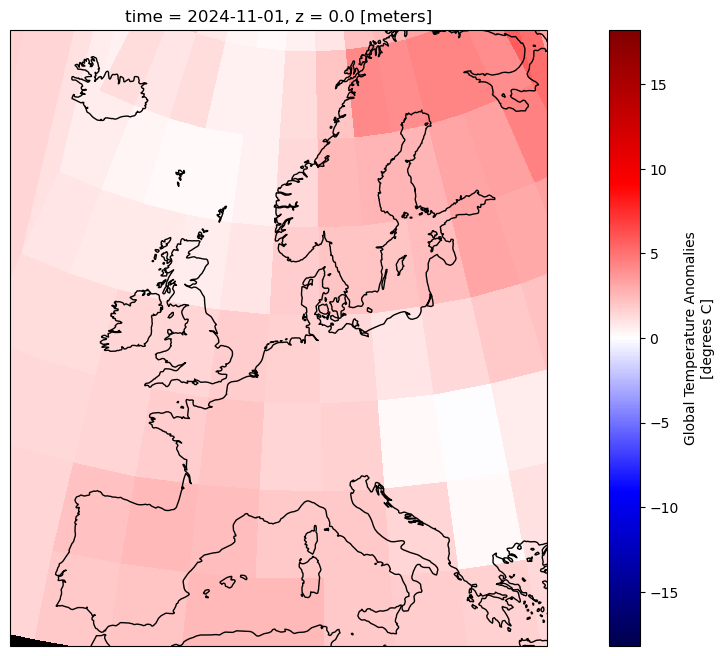 time = 2024-11-01, z = 0.0 [meters]
15
10
5
0
−5
−10
−15
Global Temperature Anomalies
[degrees C]